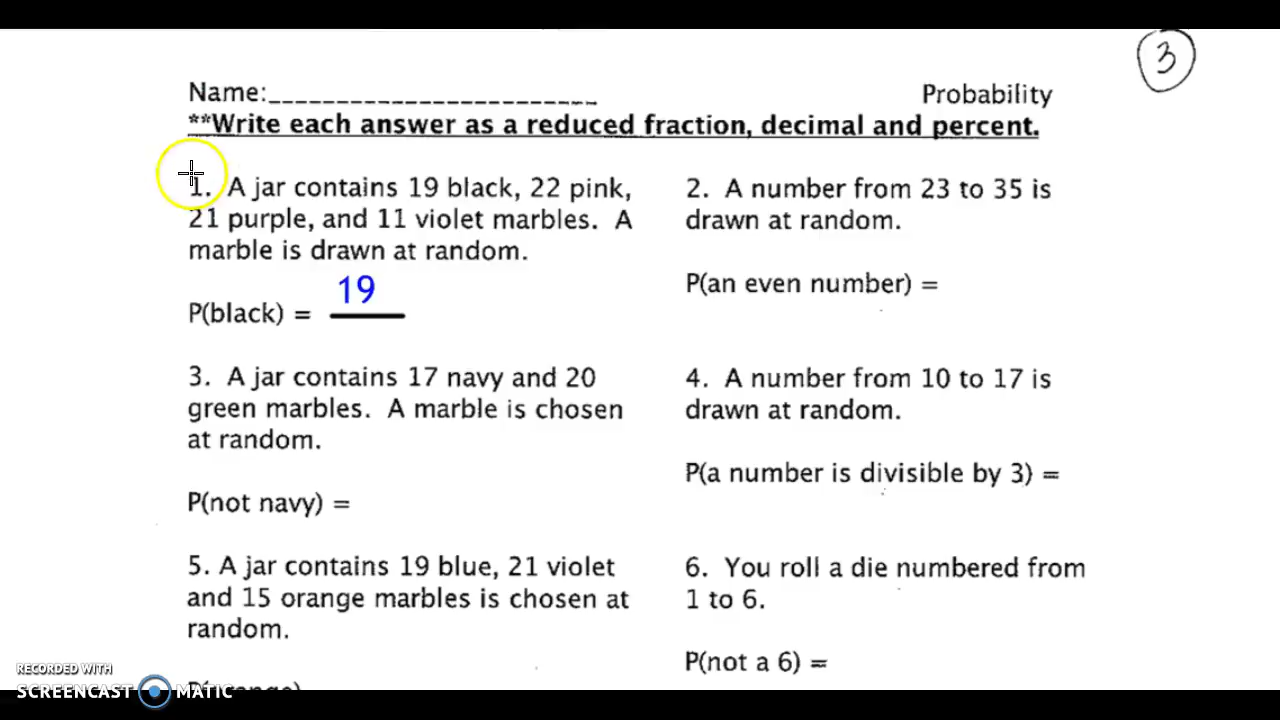 3
Name:_______________________ Probability
**Write each answer as a reduced fraction, decimal and percent.
1. A jar contains 19 black, 22 pink,
21 purple, and 11 violet marbles. A
marble is drawn at random.
19
P(black) =
2. A number from 23 to 35 is
drawn at random.
P(an even number) =
3. A jar contains 17 navy and 20
green marbles. A marble is chosen
at random.
P(not navy) =
4. A number from 10 to 17 is
drawn at random.
P(a number is divisible by 3) =
5. A jar contains 19 blue, 21 violet
and 15 orange marbles is chosen at
random.
6. You roll a die numbered from
1 to 6.
P(not a 6) =
RECORDED WITH
SCREENCAST MATIC